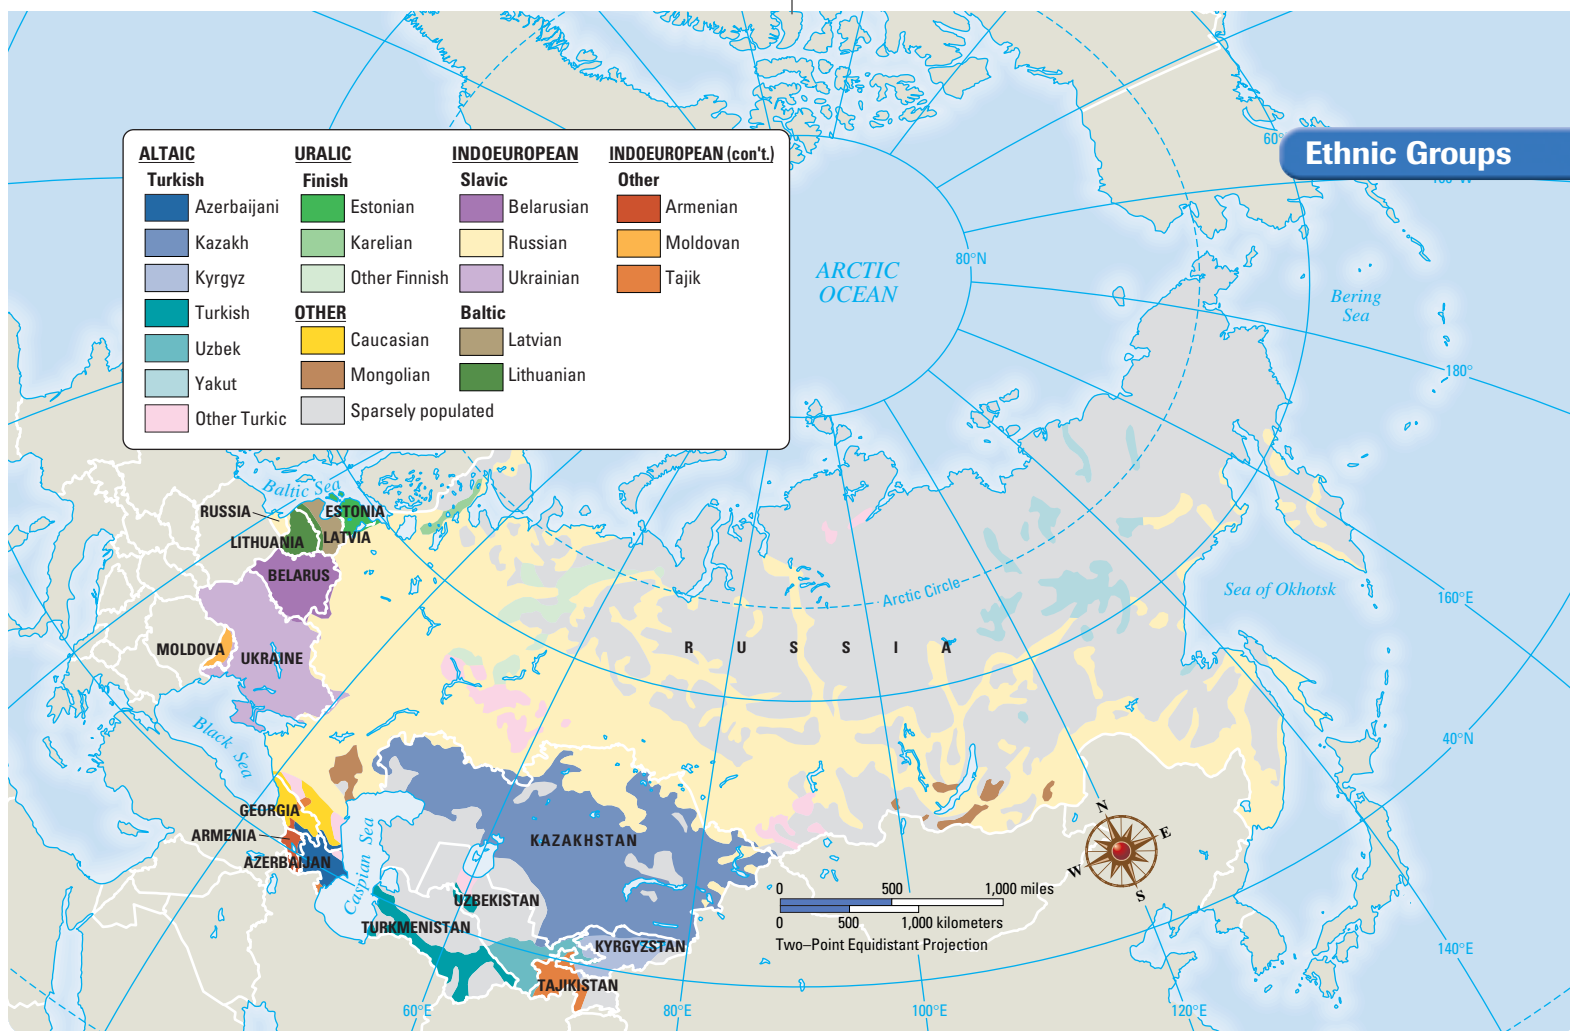 Ethnic Groups
ALTAIC
Turkish
Azerbaijani
Kazakh
Kyrgyz
Turkish
Uzbek
Yakut
Other Turkic
URALIC
Finish
Estonian
Karelian
Other Finnish
OTHER
Caucasian
Mongolian
Sparsely populated
INDOEUROPEAN
Slavic
Belarusian
Russian
Ukrainian
Baltic
Latvian
Lithuanian
INDOEUROPEAN (con't.)
Other
Armenian
Moldovan
Tajik
ARCTIC
OCEAN
80°N
60°
Bering
Sea
180°
Baltic Sea
RUSSIA
ESTONIA
LITHUANIA
LATVIA
BELARUS
Arctic Circle
Sea of Okhotsk
160°E
MOLDOVA
UKRAINE
RUSSIA
Black Sea
40°N
GEORGIA
ARMENIA
AZERBAIJAN
Caspian Sea
KAZAKHSTAN
N
E
W
S
0 500 1,000 miles
0 500 1,000 kilometers
Two–Point Equidistant Projection
UZBEKISTAN
TURKMENISTAN
KYRGYZSTAN
TAJIKISTAN
140°E
60°E
80°E
100°E
120°E